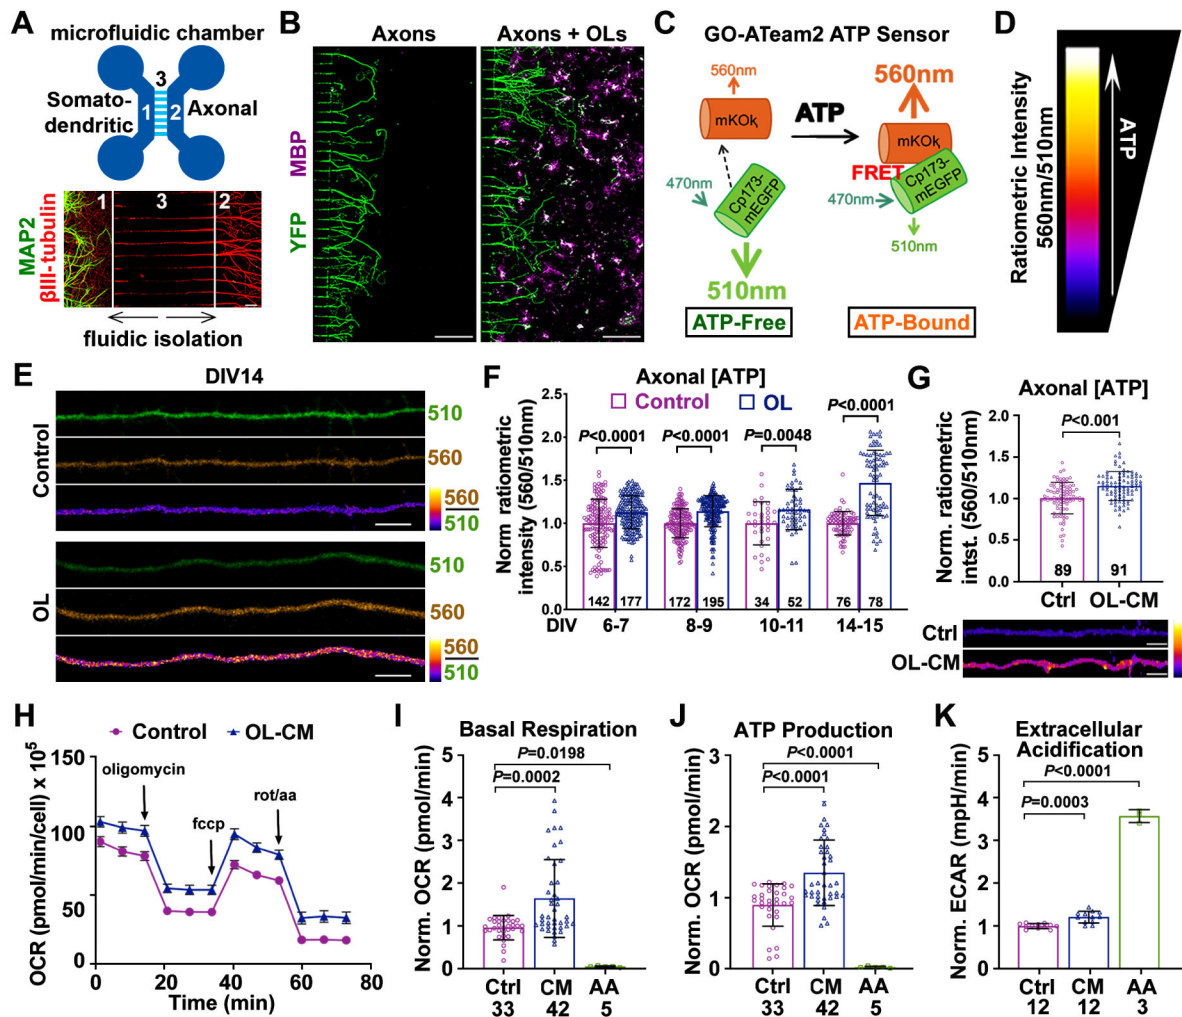 A
microfluidic chamber
3
Somato-
dendritic
1
2
Axonal
MAP2
βIII-tubulin
1
3
2
fluidic isolation
B
Axons
Axons + OLs
YFP
MBP
C
GO-ATeam2 ATP Sensor
560nm
mKOκ
470nm
Cp173-
mEGFP
510nm
ATP-Free
ATP
560nm
mKOκ
FRET
Cp173-
mEGFP
470nm
510nm
ATP-Bound
D
Ratiometric Intensity
560nm/510nm
ATP
E
DIV14
Control
510
560
560
510
OL
510
560
560
510
F
Axonal [ATP]
Control
OL
Norm ratiometric
intensity (560/510nm)
2.5
2.0
1.5
1.0
0.5
0.0
P<0.0001
P<0.0001
P=0.0048
P<0.0001
142
177
172
195
34
52
76
78
DIV
6-7
8-9
10-11
14-15
G
Axonal [ATP]
Norm. ratiometric
intst. (560/510nm)
2.0
1.5
1.0
0.5
0.0
P<0.001
89
91
Ctrl
OL-CM
Ctrl
OL-CM
H
Control
OL-CM
OCR (pmol/min/cell) x 10⁵
150
100
50
0
oligomycin
fccp
rot/aa
0
20
40
60
80
Time (min)
I
Basal Respiration
Norm. OCR (pmol/min)
5
4
3
2
1
0
P=0.0198
P=0.0002
Ctrl
CM
AA
33
42
5
J
ATP Production
Norm. OCR (pmol/min)
3
2
1
0
P<0.0001
P<0.0001
Ctrl
CM
AA
33
42
5
K
Extracellular
Acidification
Norm. ECAR (mpH/min)
5
4
3
2
1
0
P<0.0001
P=0.0003
Ctrl
CM
AA
12
12
3